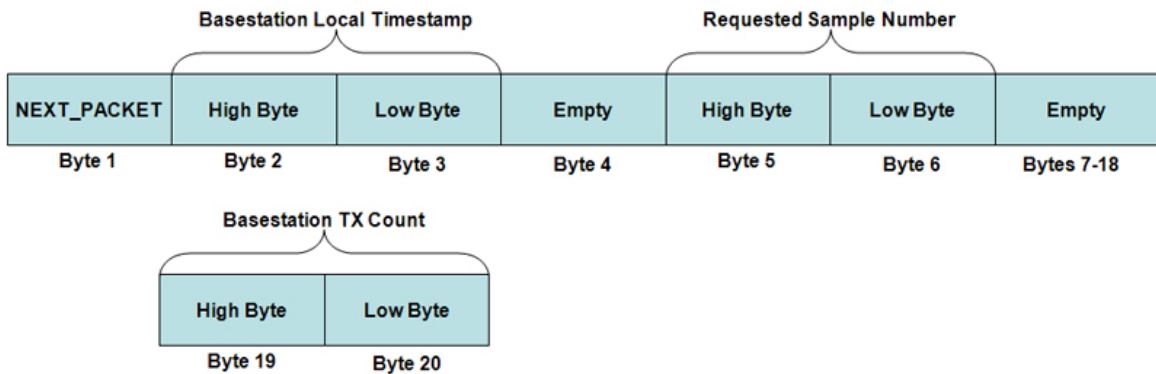 Basestation Local Timestamp Requested Sample Number
NEXT_PACKET High Byte Low Byte Empty High Byte Low Byte Empty
Byte 1 Byte 2 Byte 3 Byte 4 Byte 5 Byte 6 Bytes 7-18
Basestation TX Count
High Byte Low Byte
Byte 19 Byte 20